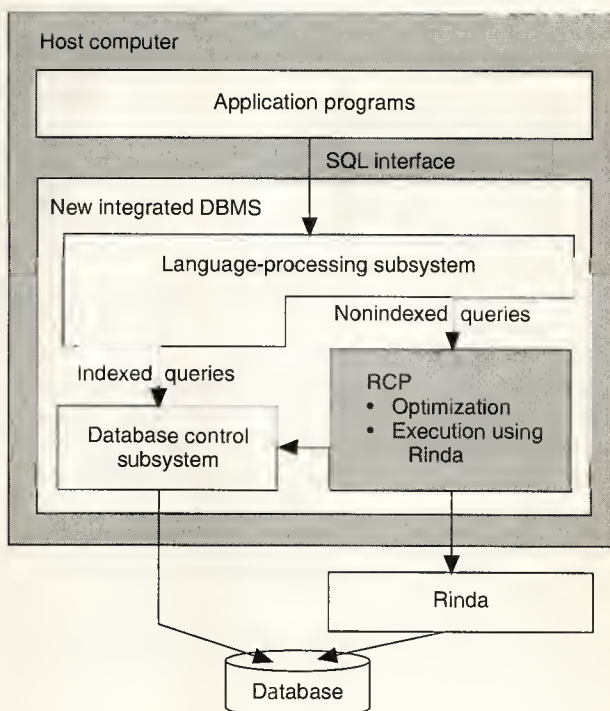 Host computer
Application programs
SQL interface
New integrated DBMS
Language-processing subsystem
Nonindexed queries
Indexed queries
RCP
• Optimization
• Execution using
Rinda
Database control
subsystem
Rinda
Database